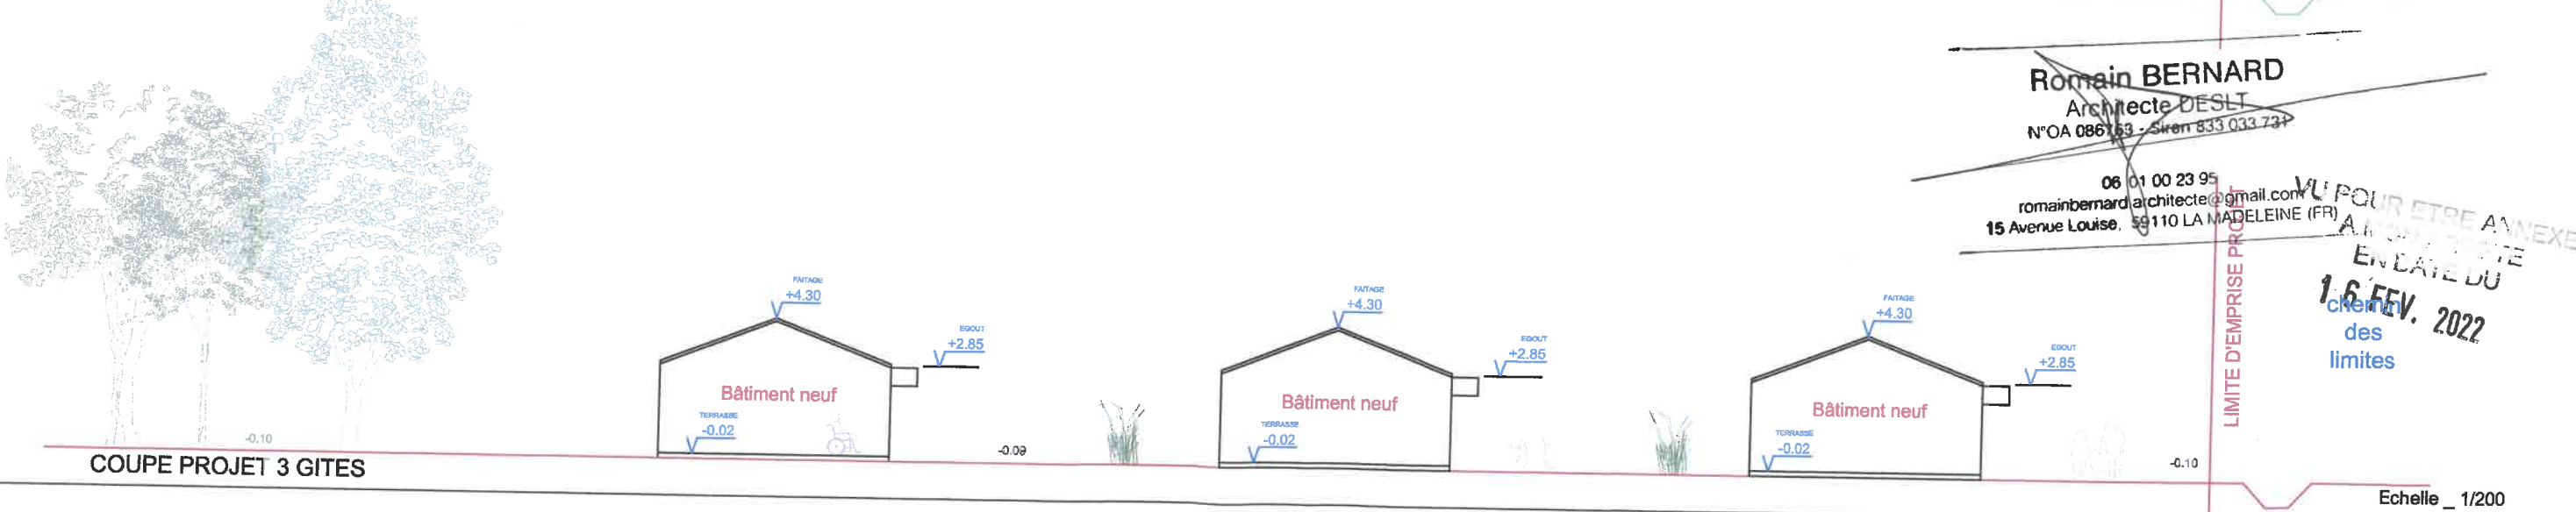 Romain BERNARD
Architecte DESLT
N°OA 086763 - Siren 833 033 731
06 01 00 23 95
romainbernard.architecte@gmail.com
15 Avenue Louise, 59110 LA MADELEINE (FR)
VU POUR ETRE ANNEXE
A
EN DATE DU
16 FEV. 2022
chemin
des
limites
LIMITE D'EMPRISE PROJET
FAITAGE
+4.30
EGOUT
+2.85
Bâtiment neuf
TERRASSE
-0.02
FAITAGE
+4.30
EGOUT
+2.85
Bâtiment neuf
TERRASSE
-0.02
FAITAGE
+4.30
EGOUT
+2.85
Bâtiment neuf
TERRASSE
-0.02
-0.10
-0.09
-0.10
COUPE PROJET 3 GITES
Echelle _ 1/200